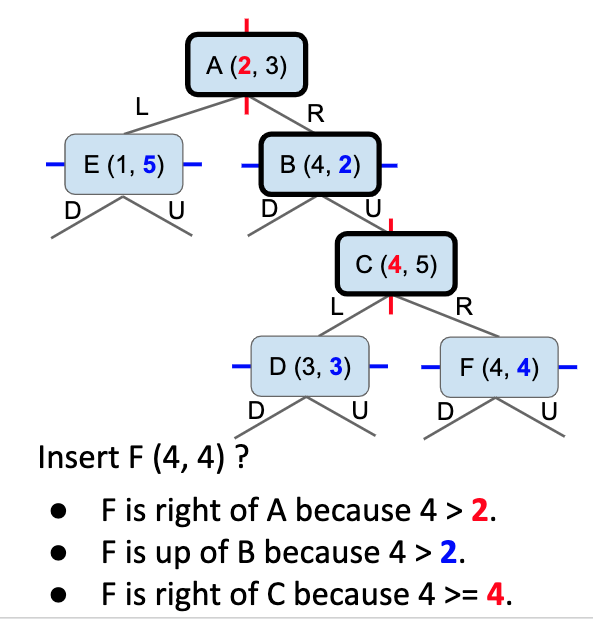 A (2, 3)
L
R
E (1, 5)
B (4, 2)
D
U
D
U
C (4, 5)
L
R
D (3, 3)
F (4, 4)
D
U
D
U
Insert F (4, 4) ?
● F is right of A because 4 > 2.
● F is up of B because 4 > 2.
● F is right of C because 4 >= 4.